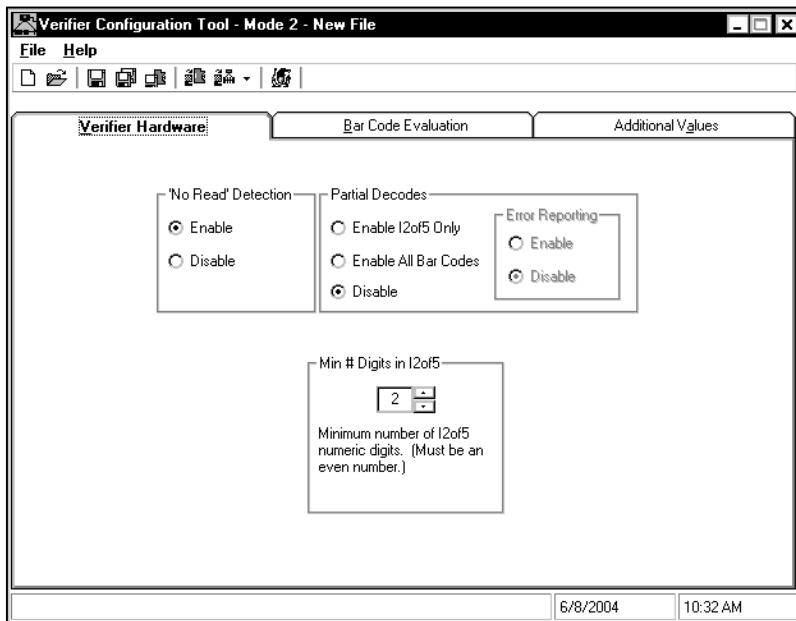 Verifier Configuration Tool - Mode 2 - New File
File Help
Verifier Hardware
Bar Code Evaluation
Additional Values
'No Read' Detection
Enable
Disable
Partial Decodes
Enable I2of5 Only
Enable All Bar Codes
Disable
Error Reporting
Enable
Disable
Min # Digits in I2of5
2
Minimum number of I2of5
numeric digits. (Must be an
even number.)
6/8/2004
10:32 AM